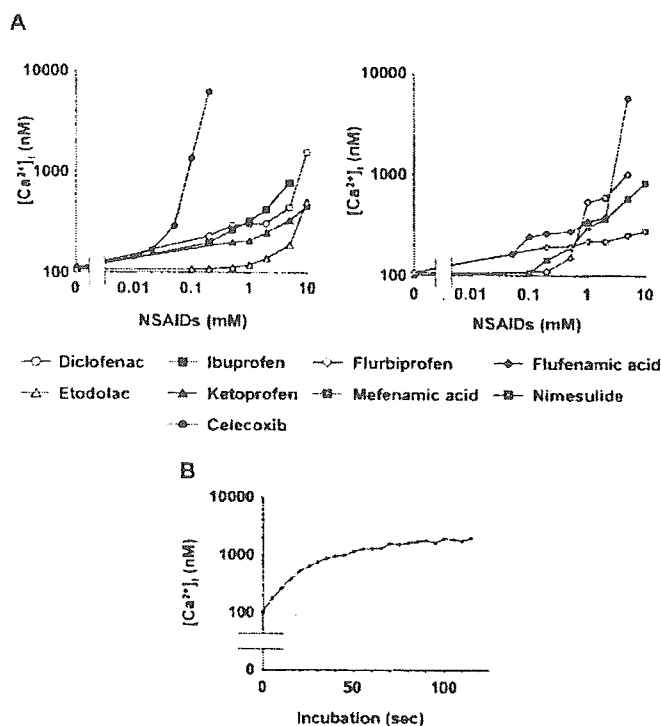 A
[Ca²⁺]ᵢ (nM)
10000
1000
100
0
0.01
0.1
1
10
NSAIDs (mM)
[Ca²⁺]ᵢ (nM)
10000
1000
100
0
0.01
0.1
1
10
NSAIDs (mM)
Diclofenac
Ibuprofen
Flurbiprofen
Flufenamic acid
Etodolac
Ketoprofen
Mefenamic acid
Nimesulide
Celecoxib
B
[Ca²⁺]ᵢ (nM)
10000
1000
100
0
0
50
100
Incubation (sec)